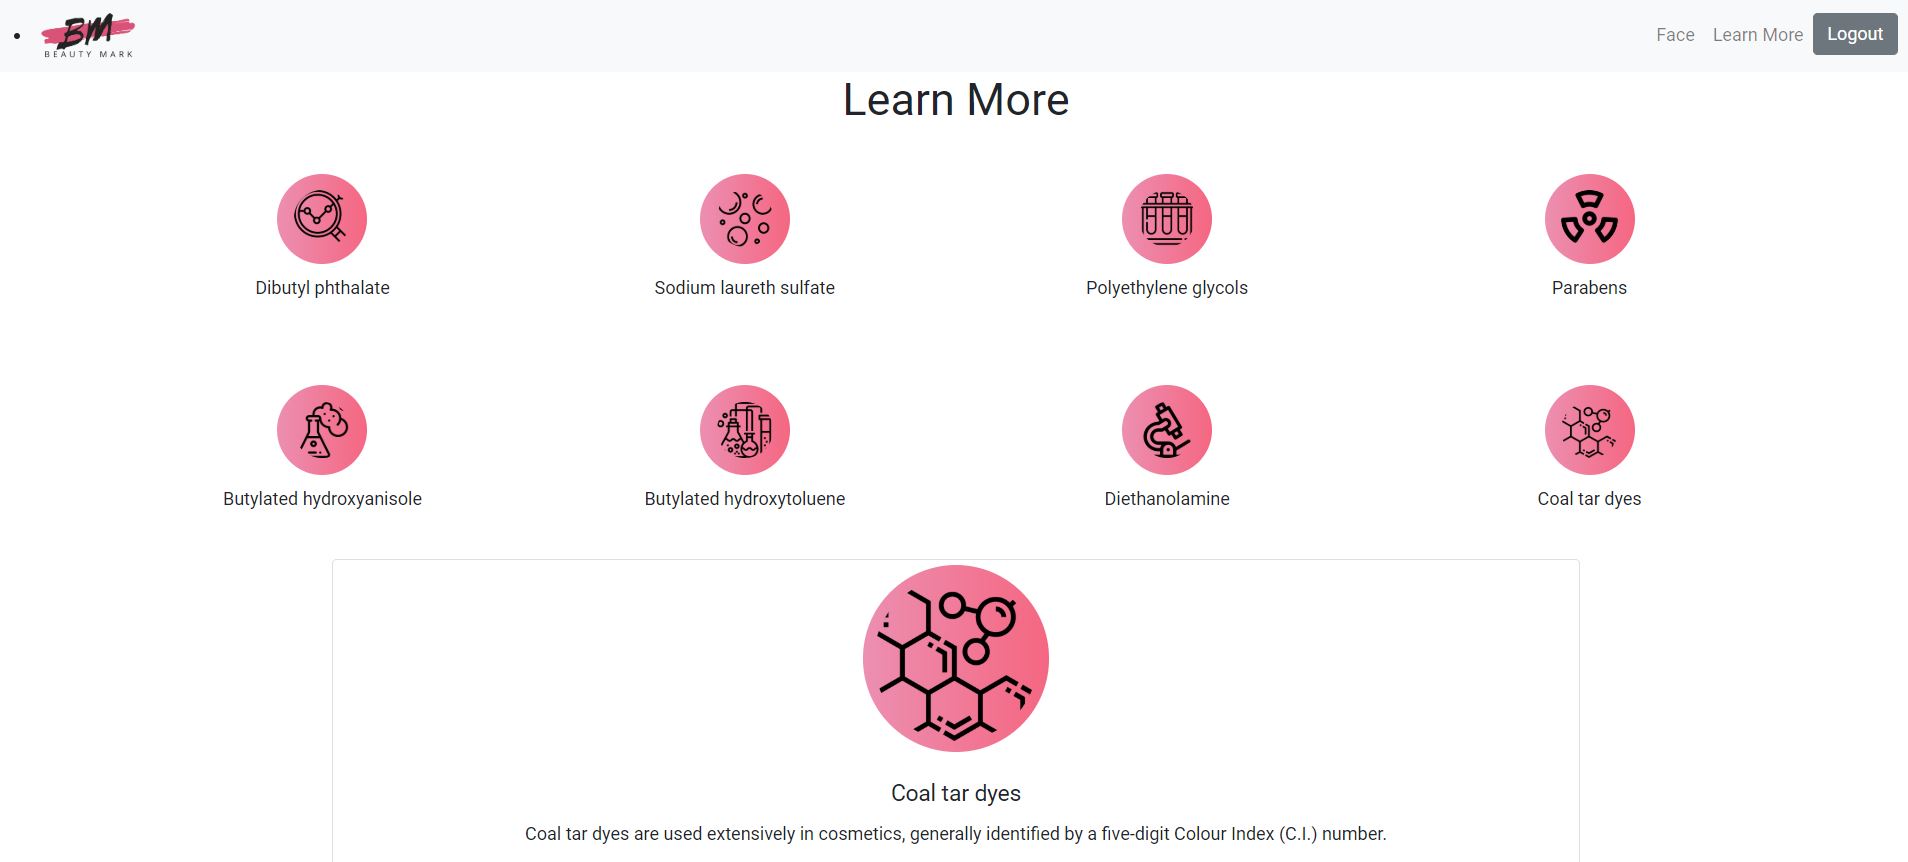 BM
BEAUTY MARK
Face Learn More Logout
Learn More
Dibutyl phthalate Sodium laureth sulfate Polyethylene glycols Parabens
Butylated hydroxyanisole Butylated hydroxytoluene Diethanolamine Coal tar dyes
Coal tar dyes
Coal tar dyes are used extensively in cosmetics, generally identified by a five-digit Colour Index (C.I.) number.